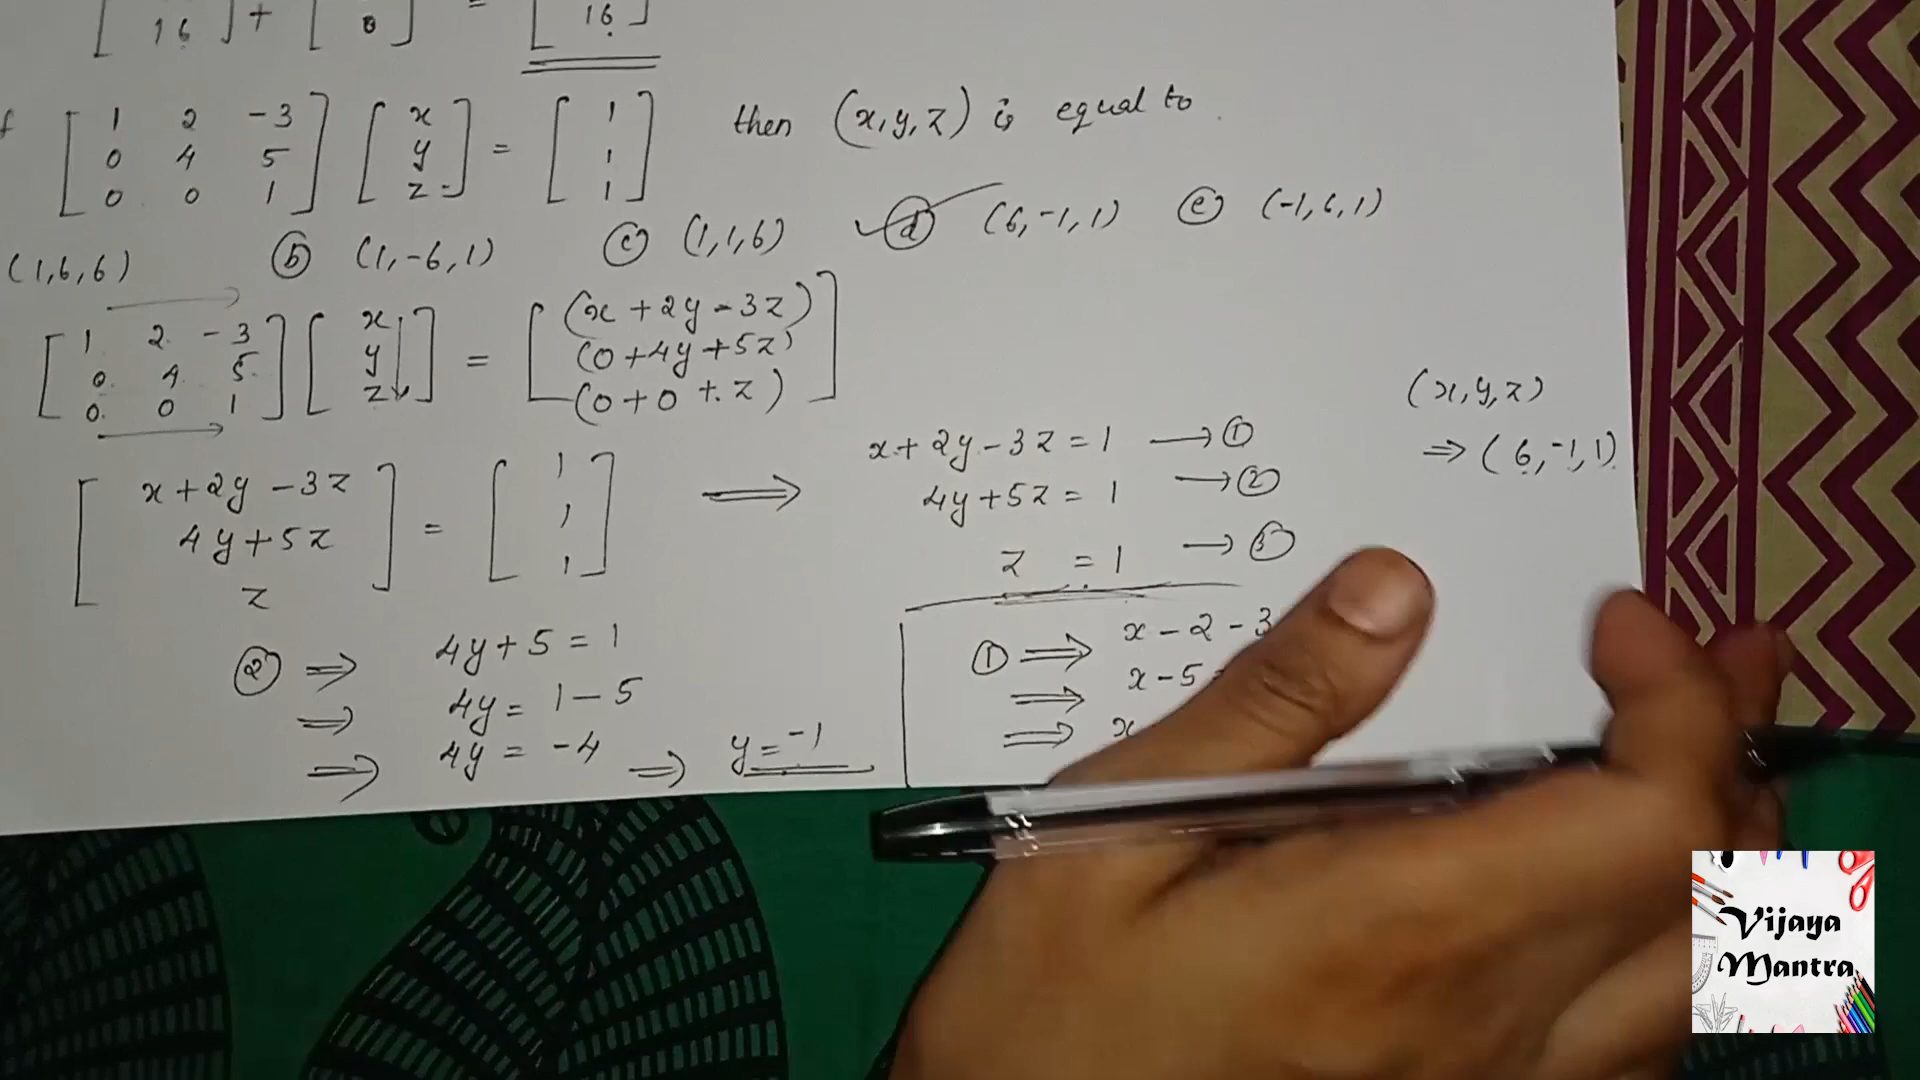 [ 16 ] + [ 0 ] = [ 16 ]
[ 1 2 -3 ] [ x ] = [ 1 ] then (x,y,z) is equal to
[ 0 4 5 ] [ y ] [ 1 ]
[ 0 0 1 ] [ z ] [ 1 ]
(1,6,6) ⓑ (1,-6,1) ⓒ (1,1,6) ⓓ (6,-1,1) ⓔ (-1,6,1)
[ 1 2 -3 ] [ x ] = [ (x+2y-3z) ]
[ 0 4 5 ] [ y ] [ (0+4y+5z) ]
[ 0 0 1 ] [ z ] [ (0+0+z) ]
[ x+2y-3z ] = [ 1 ] ⟹
[ 4y+5z ] [ 1 ]
[ z ] [ 1 ]
x+2y-3z = 1 → ①
4y+5z = 1 → ②
z = 1 → ③
(x,y,z)
⇒ (6,-1,1)
② ⇒ 4y+5 = 1
⇒ 4y = 1-5
⇒ 4y = -4 ⇒ y = -1
① ⇒ x-2-3
⇒ x-5
⇒ x
Vijaya
Mantra